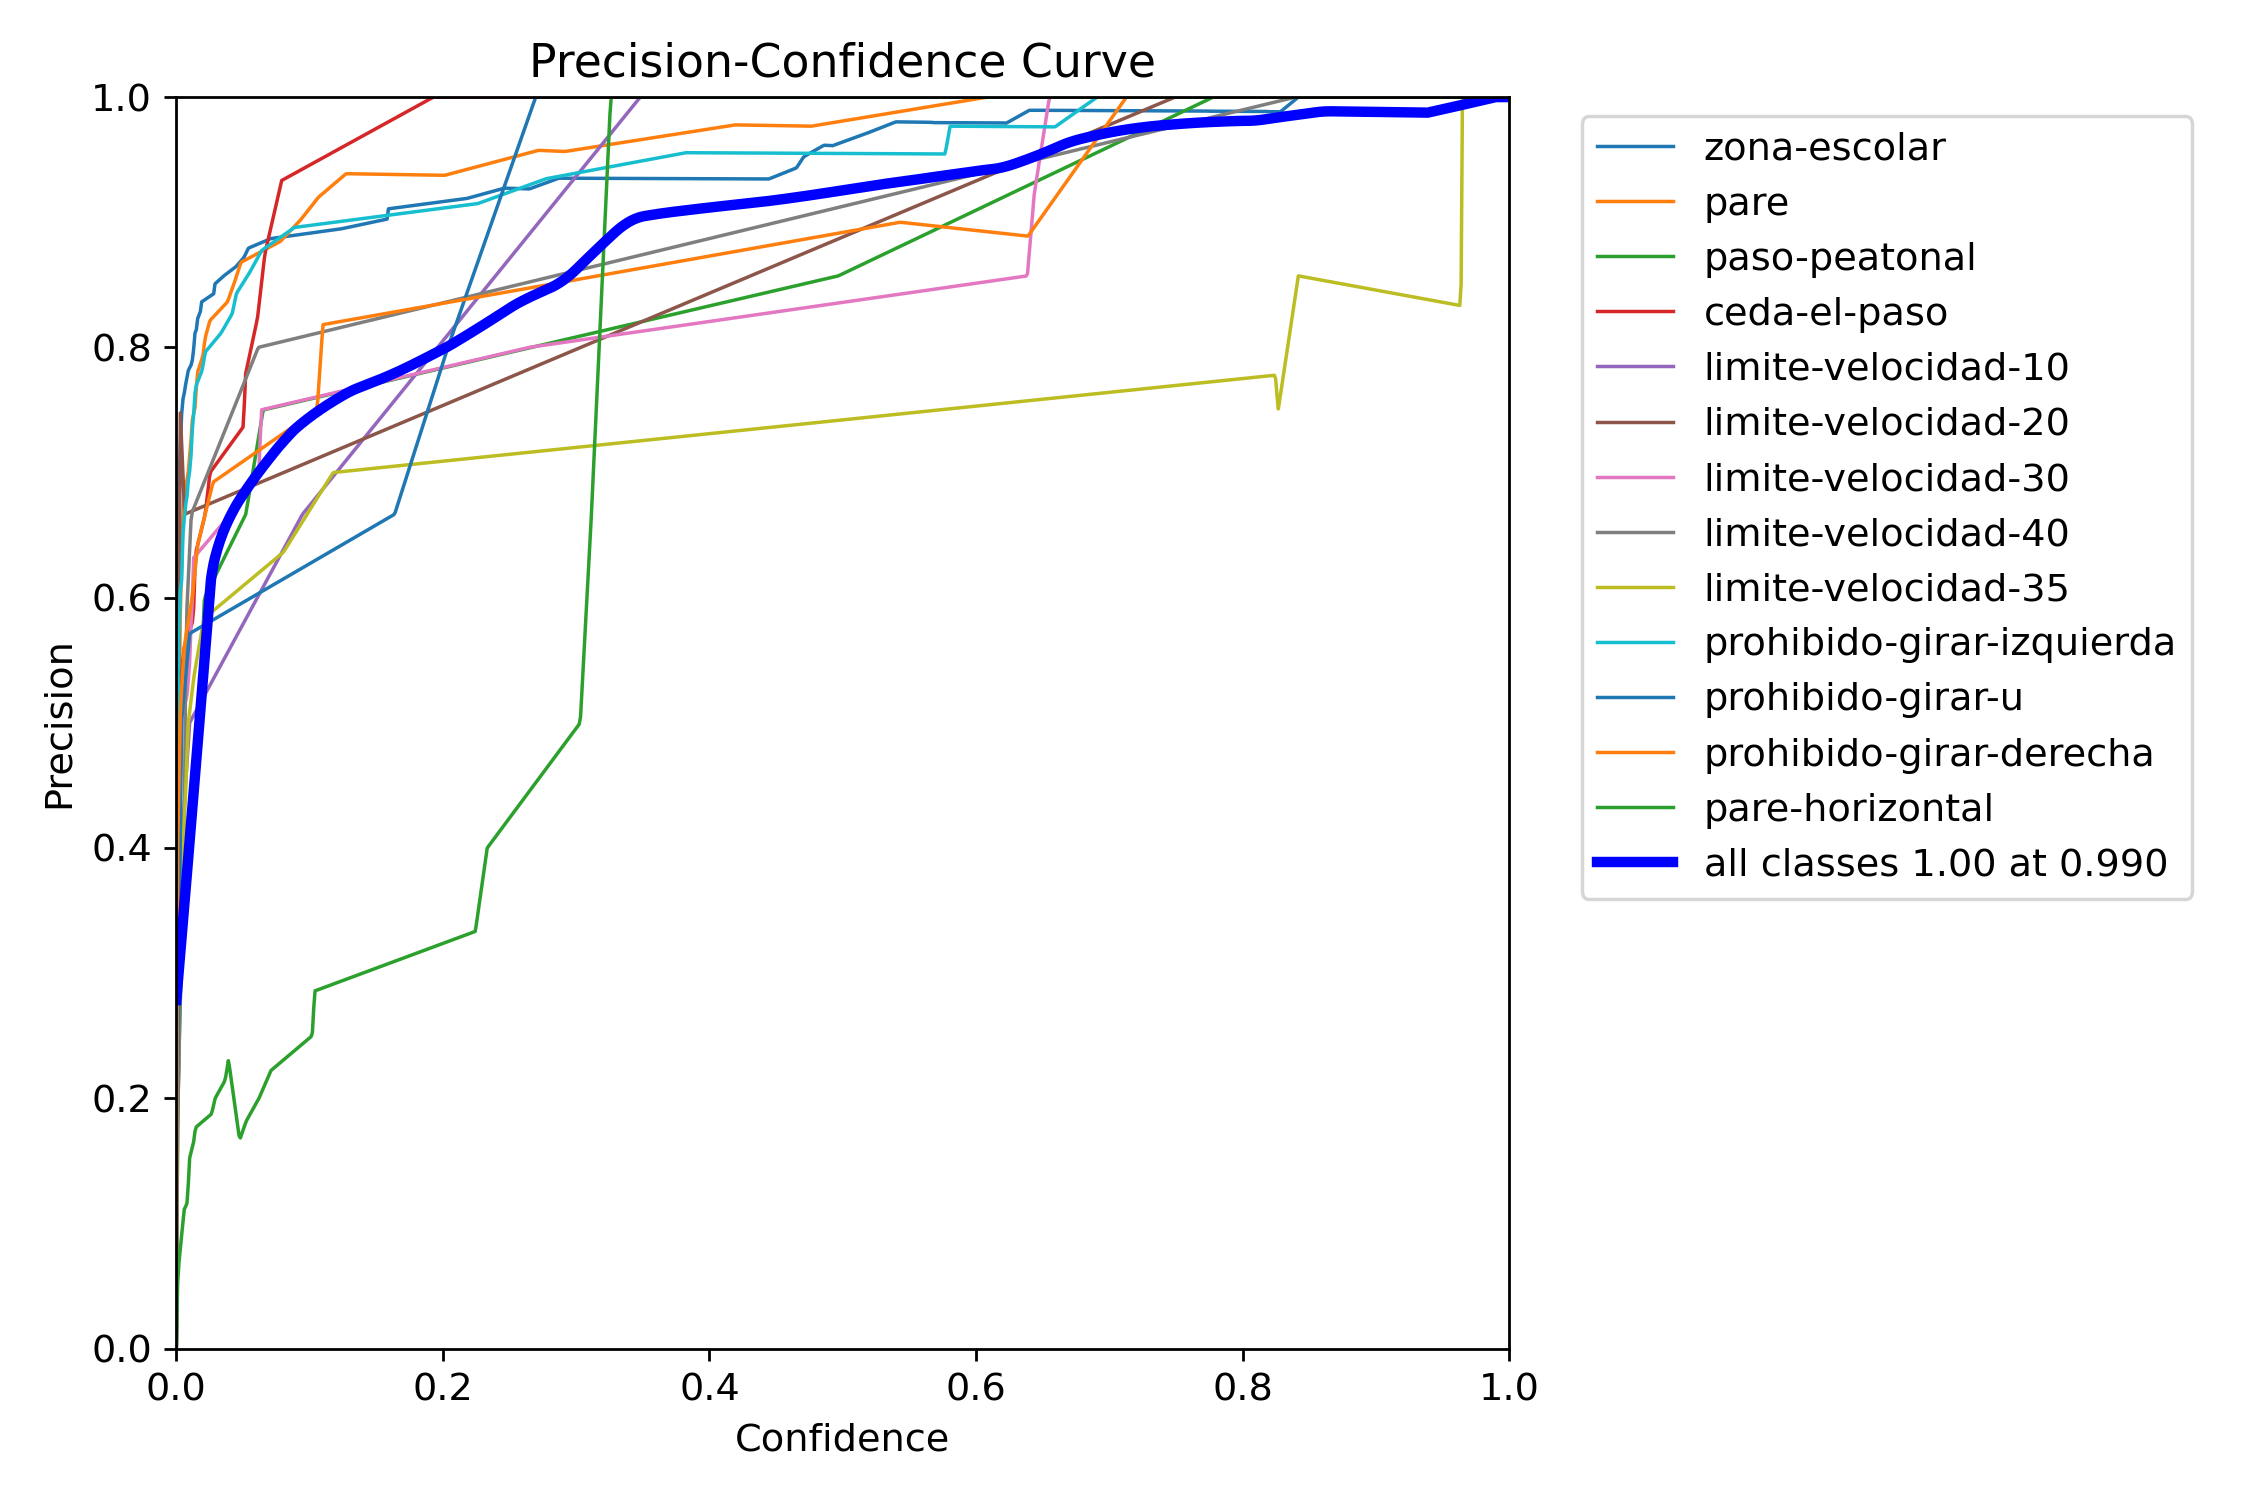 Precision-Confidence Curve
1.0
0.8
0.6
0.4
0.2
0.0
Precision
0.0 0.2 0.4 0.6 0.8 1.0
Confidence
zona-escolar
pare
paso-peatonal
ceda-el-paso
limite-velocidad-10
limite-velocidad-20
limite-velocidad-30
limite-velocidad-40
limite-velocidad-35
prohibido-girar-izquierda
prohibido-girar-u
prohibido-girar-derecha
pare-horizontal
all classes 1.00 at 0.990